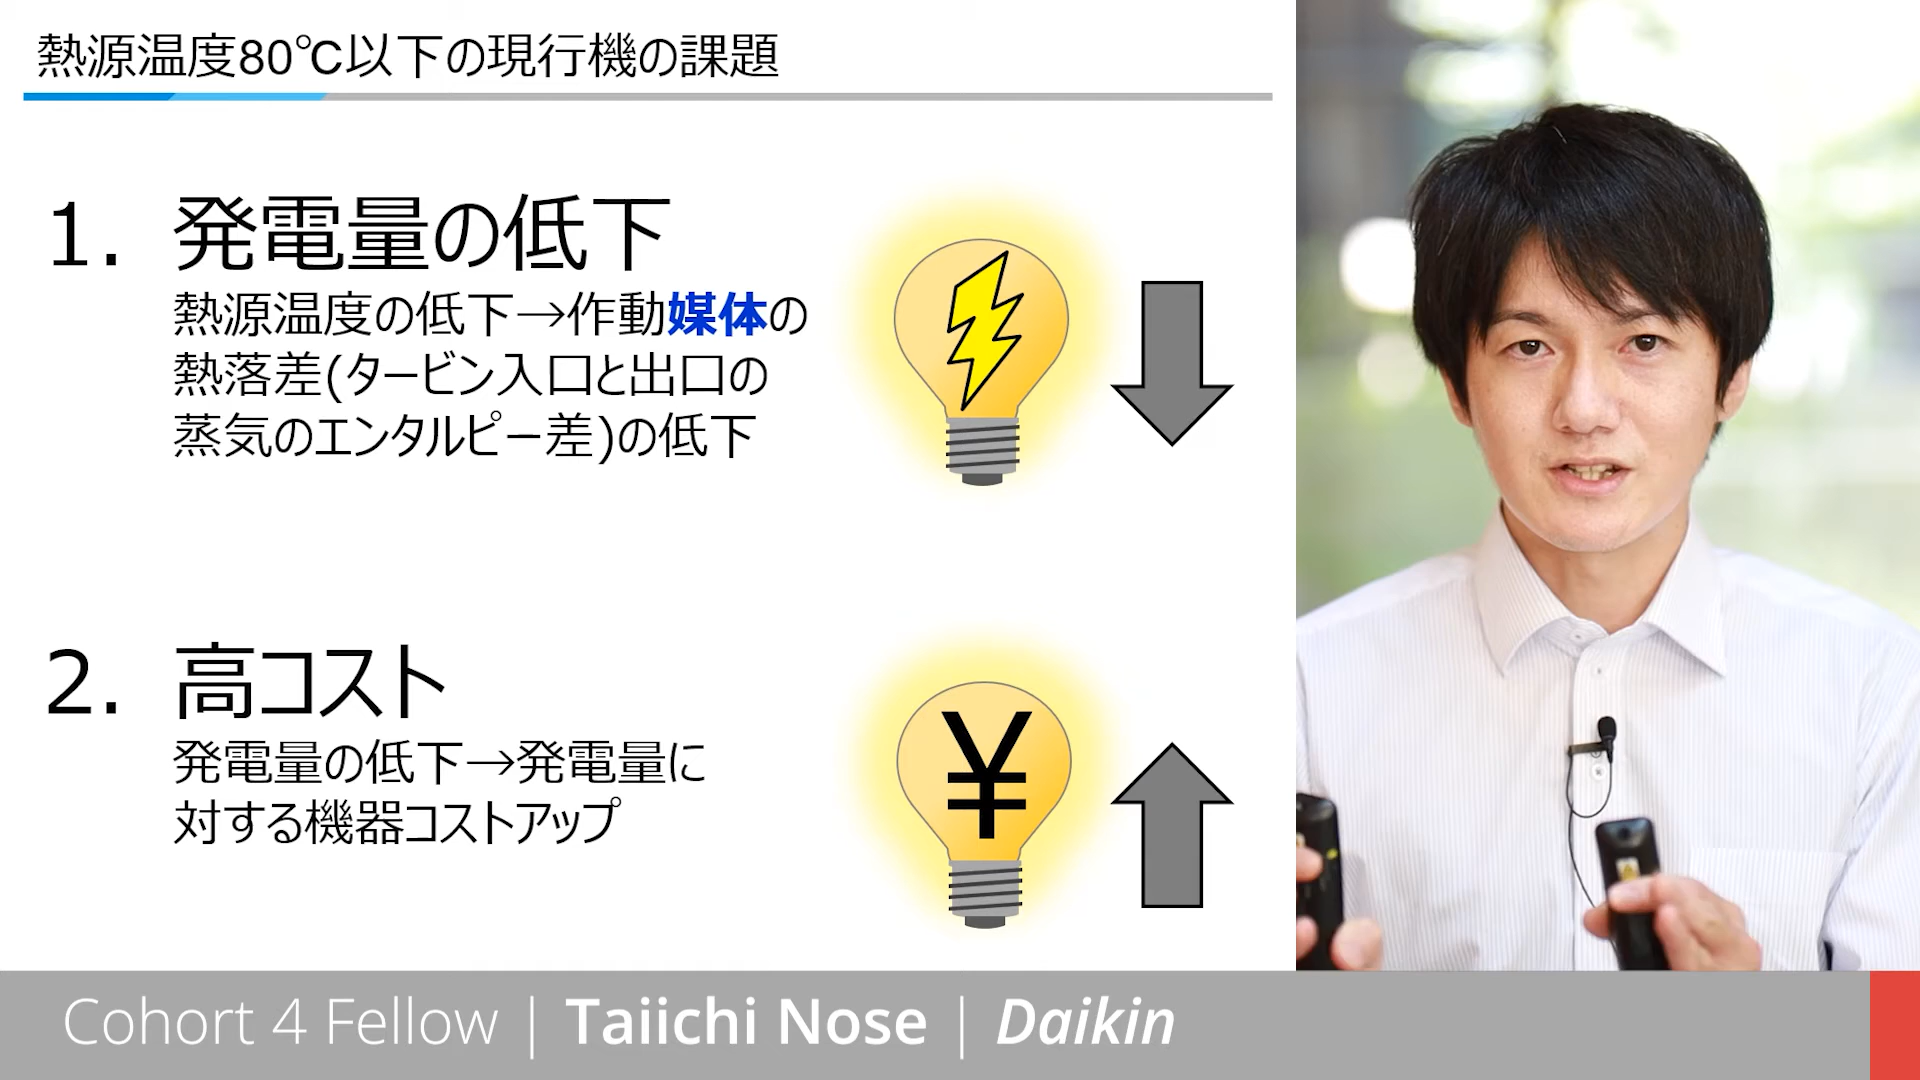 熱源温度80℃以下の現行機の課題
1. 発電量の低下
熱源温度の低下→作動媒体の
熱落差(タービン入口と出口の
蒸気のエンタルピー差)の低下
2. 高コスト
¥
発電量の低下→発電量に
対する機器コストアップ
Cohort 4 Fellow | Taiichi Nose | Daikin